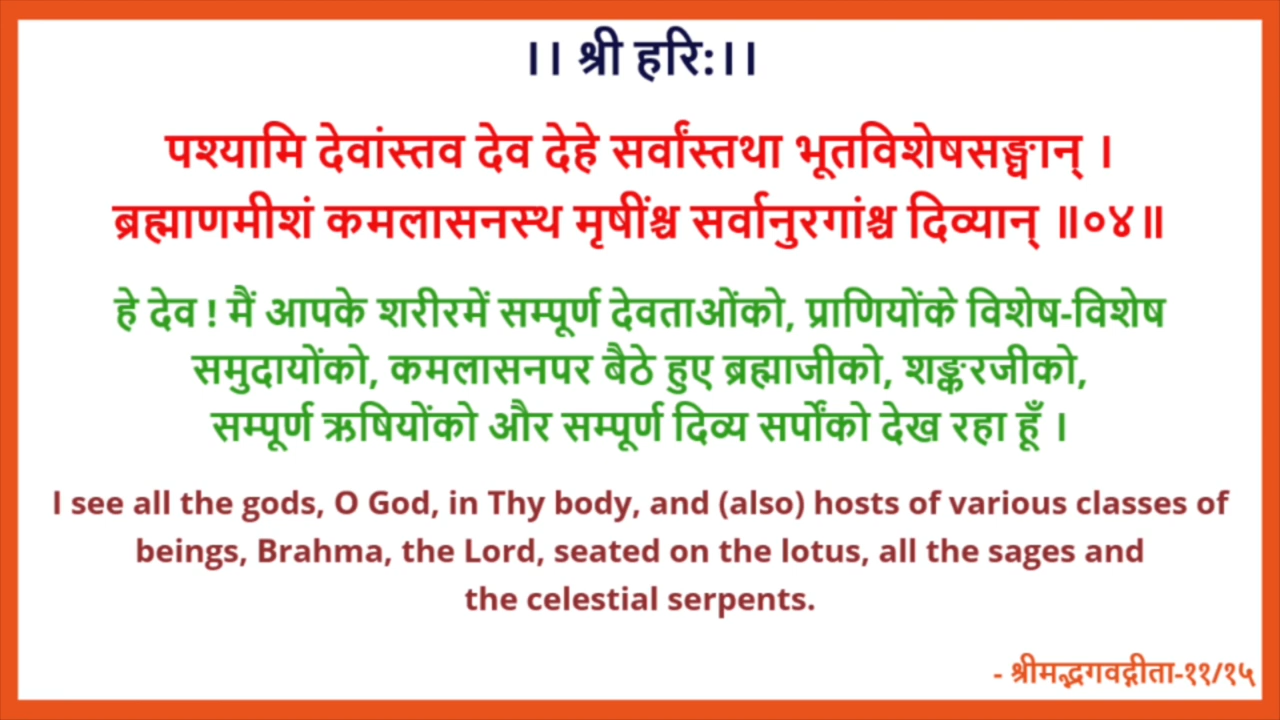 ।। श्री हरि:।।
पश्यामि देवांस्तव देव देहे सर्वांस्तथा भूतविशेषसङ्घान् ।
ब्रह्माणमीशं कमलासनस्थ मृषींश्च सर्वानुरगांश्च दिव्यान् ॥०४॥
हे देव ! मैं आपके शरीरमें सम्पूर्ण देवताओंको, प्राणियोंके विशेष-विशेष
समुदायोंको, कमलासनपर बैठे हुए ब्रह्माजीको, शङ्करजीको,
सम्पूर्ण ऋषियोंको और सम्पूर्ण दिव्य सर्पोंको देख रहा हूँ ।
I see all the gods, O God, in Thy body, and (also) hosts of various classes of
beings, Brahma, the Lord, seated on the lotus, all the sages and
the celestial serpents.
- श्रीमद्भगवद्गीता-११/१५